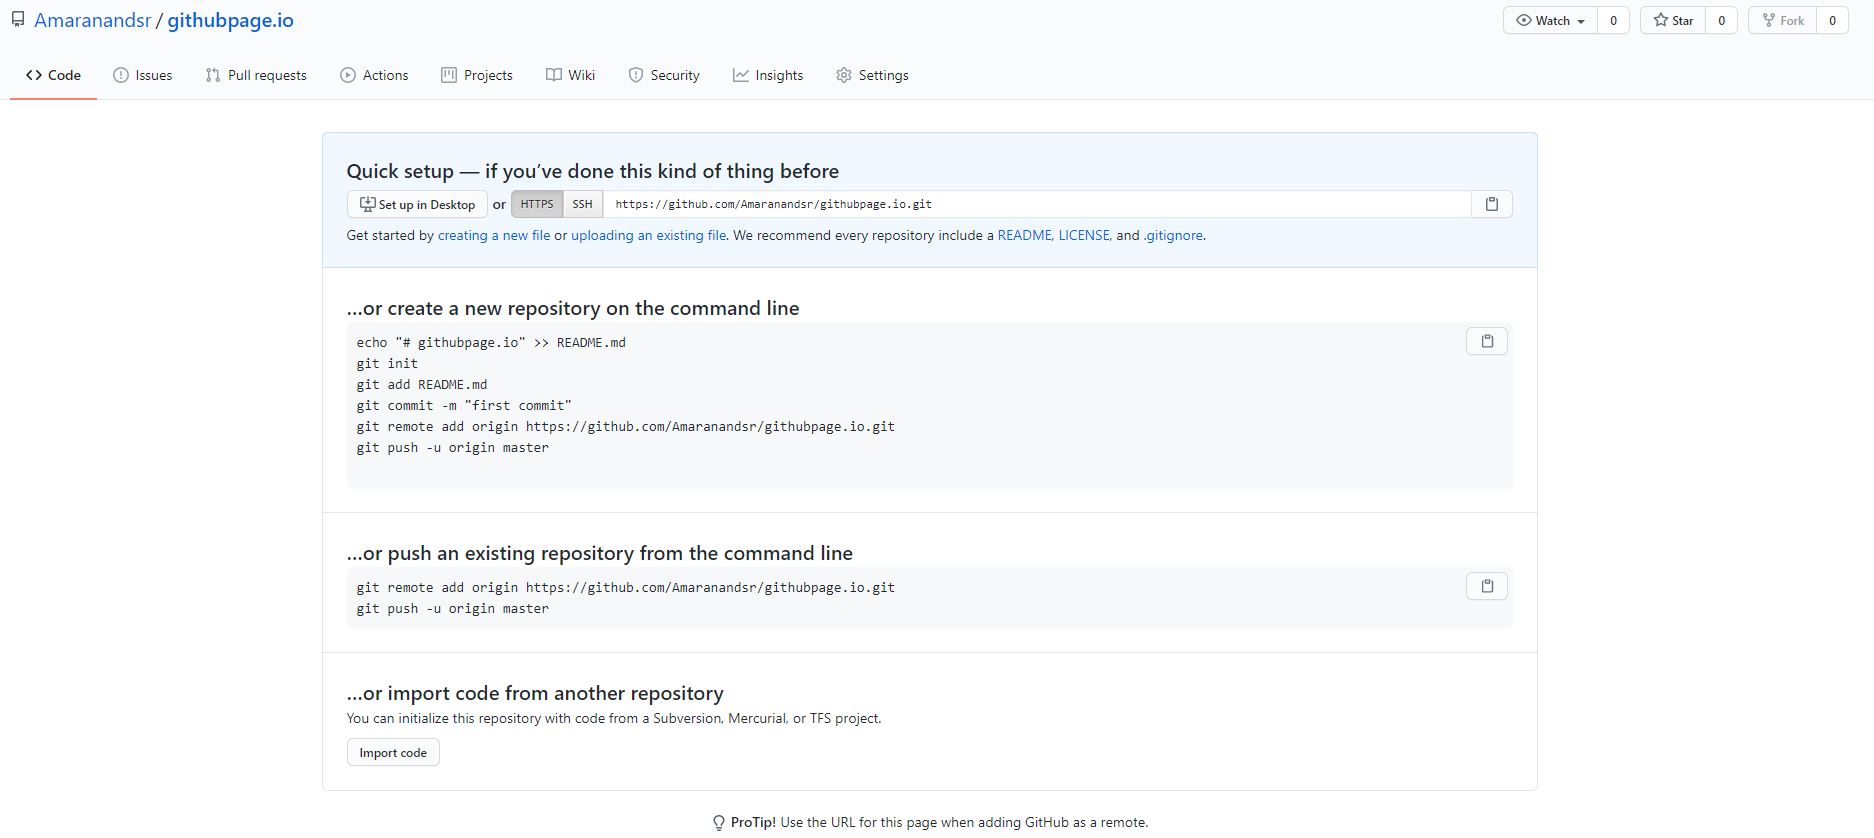 Amaranandsr / githubpage.io
Watch 0 Star 0 Fork 0
Code Issues Pull requests Actions Projects Wiki Security Insights Settings
Quick setup — if you’ve done this kind of thing before
Set up in Desktop or HTTPS SSH https://github.com/Amaranandsr/githubpage.io.git
Get started by creating a new file or uploading an existing file. We recommend every repository include a README, LICENSE, and .gitignore.
…or create a new repository on the command line
echo "# githubpage.io" >> README.md
git init
git add README.md
git commit -m "first commit"
git remote add origin https://github.com/Amaranandsr/githubpage.io.git
git push -u origin master
…or push an existing repository from the command line
git remote add origin https://github.com/Amaranandsr/githubpage.io.git
git push -u origin master
…or import code from another repository
You can initialize this repository with code from a Subversion, Mercurial, or TFS project.
Import code
ProTip! Use the URL for this page when adding GitHub as a remote.